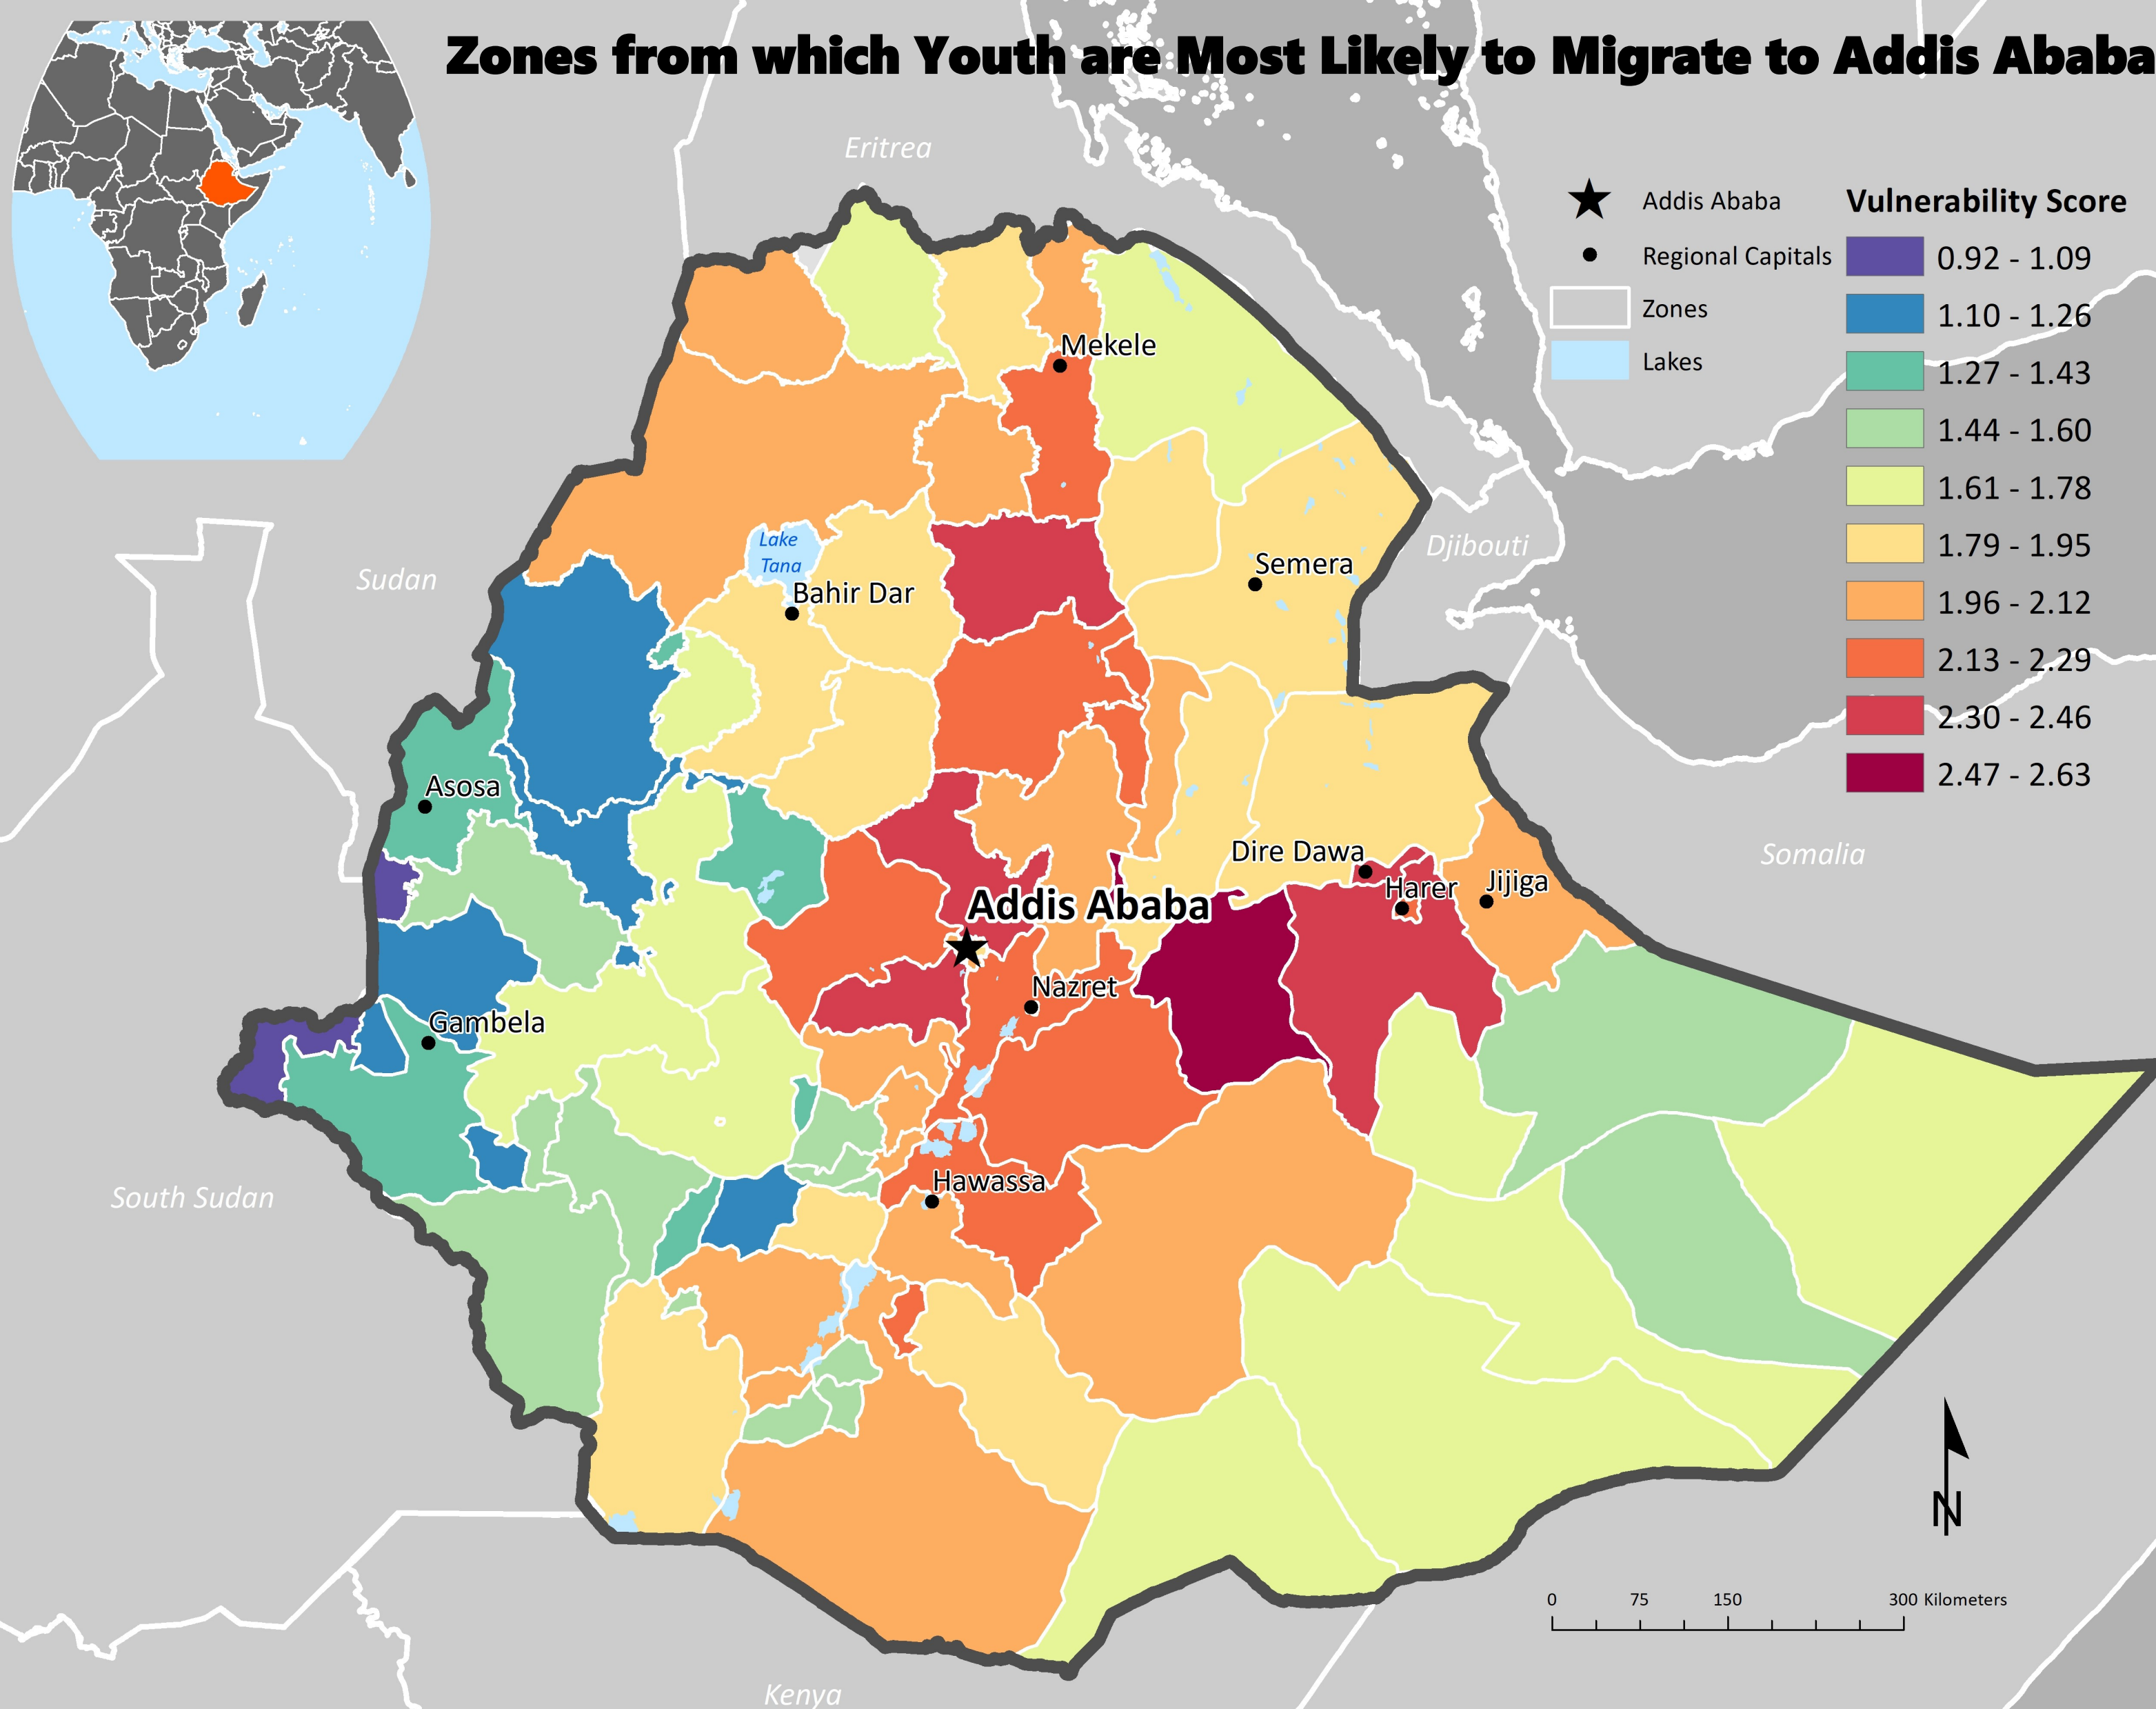 Zones from which Youth are Most Likely to Migrate to Addis Ababa
Eritrea
Addis Ababa
Regional Capitals
Zones
Lakes
Vulnerability Score
0.92 - 1.09
1.10 - 1.26
1.27 - 1.43
1.44 - 1.60
1.61 - 1.78
1.79 - 1.95
1.96 - 2.12
2.13 - 2.29
2.30 - 2.46
2.47 - 2.63
Mekele
Lake
Tana
Sudan
Bahir Dar
Semera
Djibouti
Asosa
Dire Dawa
Harer
Jijiga
Somalia
Addis Ababa
Nazret
Gambela
South Sudan
Hawassa
Kenya
N
0 75 150 300 Kilometers